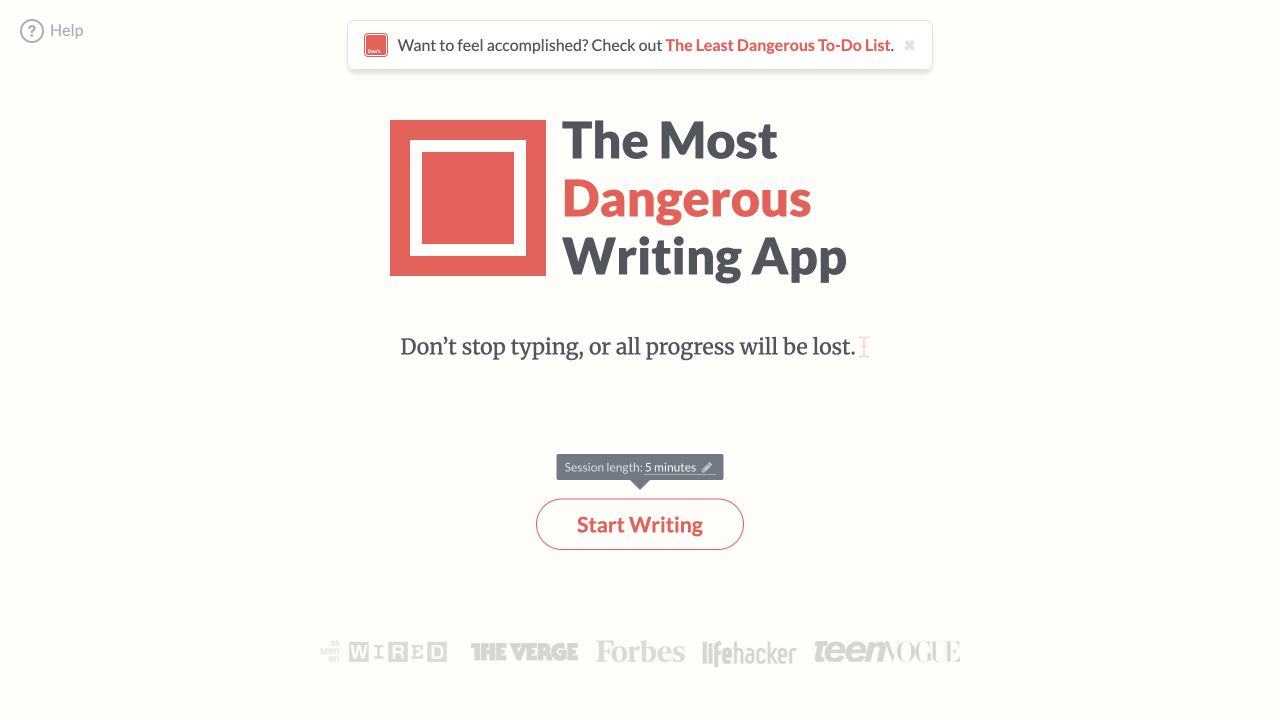 ? Help
Don't.
Want to feel accomplished? Check out The Least Dangerous To-Do List. ✖
The Most
Dangerous
Writing App
Don’t stop typing, or all progress will be lost.
Session length: 5 minutes
Start Writing
as
seen
on
WIRED
THE VERGE
Forbes
lifehacker
teenVOGUE